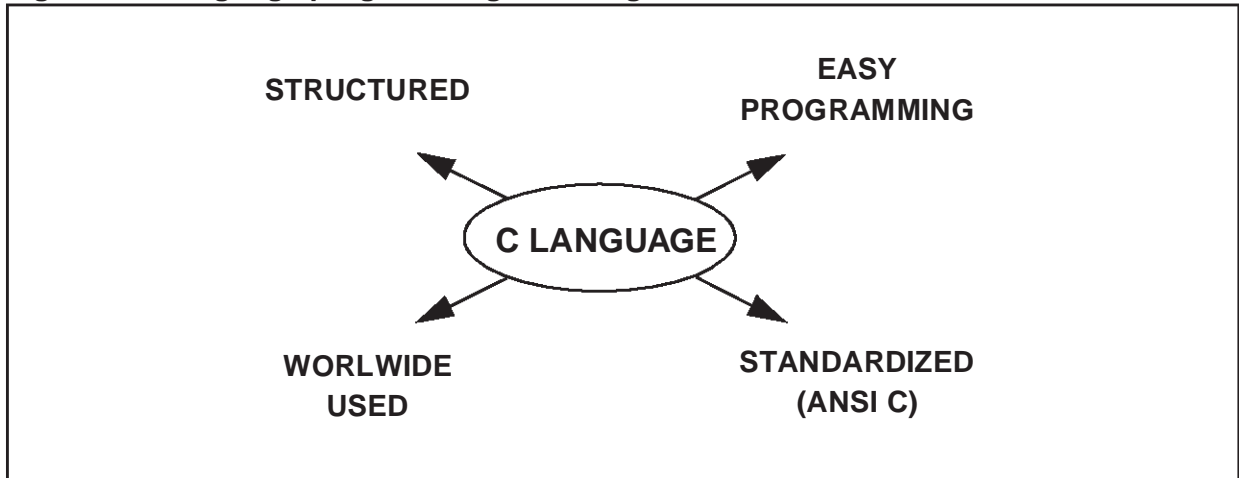 STRUCTURED
EASY
PROGRAMMING
C LANGUAGE
WORLWIDE
USED
STANDARDIZED
(ANSI C)